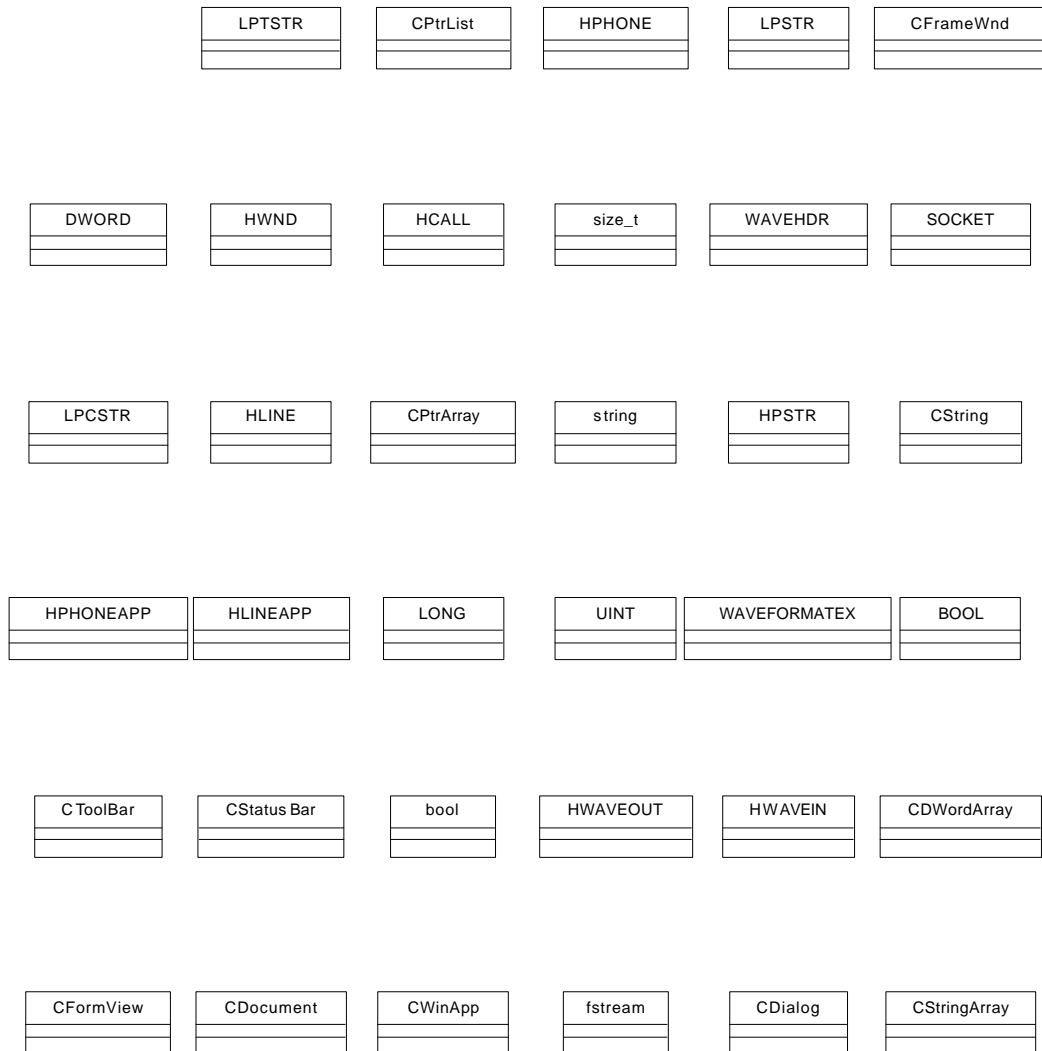 LPTSTR CPtrList HPHONE LPSTR CFrameWnd
DWORD HWND HCALL size_t WAVEHDR SOCKET
LPCSTR HLINE CPtrArray string HPSTR CString
HPHONEAPP HLINEAPP LONG UINT WAVEFORMATEX BOOL
CToolBar CStatusBar bool HWAVEOUT HWAVEIN CDWordArray
CFormView CDocument CWinApp fstream CDialog CStringArray